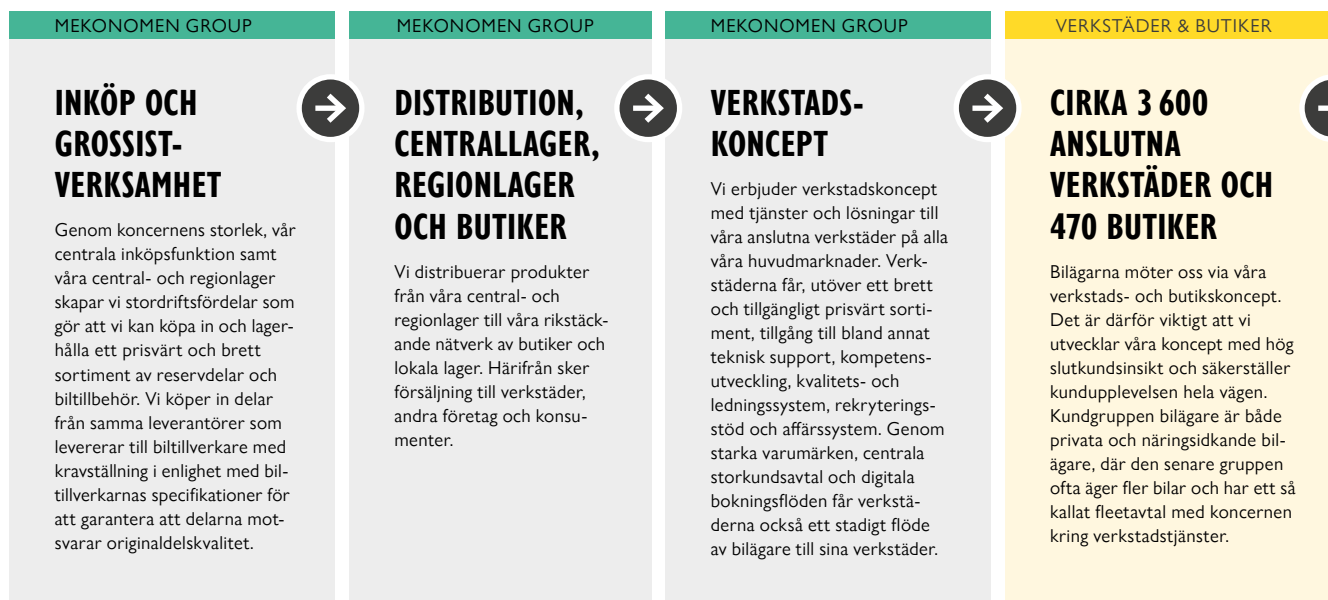 MEKONOMEN GROUP
INKÖP OCH
GROSSIST-
VERKSAMHET
Genom koncernens storlek, vår
centrala inköpsfunktion samt
våra central- och regionlager
skapar vi stordriftsfördelar som
gör att vi kan köpa in och lager-
hålla ett prisvärt och brett
sortiment av reservdelar och
biltillbehör. Vi köper in delar
från samma leverantörer som
levererar till biltillverkare med
kravställning i enlighet med bil-
tillverkarnas specifikationer för
att garantera att delarna mot-
svarar originaldelskvalitet.
MEKONOMEN GROUP
DISTRIBUTION,
CENTRALLAGER,
REGIONLAGER
OCH BUTIKER
Vi distribuerar produkter
från våra central- och
regionlager till våra rikstäck-
ande nätverk av butiker och
lokala lager. Härifrån sker
försäljning till verkstäder,
andra företag och konsu-
menter.
MEKONOMEN GROUP
VERKSTADS-
KONCEPT
Vi erbjuder verkstadskoncept
med tjänster och lösningar till
våra anslutna verkstäder på alla
våra huvudmarknader. Verk-
städerna får, utöver ett brett
och tillgängligt prisvärt sorti-
ment, tillgång till bland annat
teknisk support, kompetens-
utveckling, kvalitets- och
ledningssystem, rekryterings-
stöd och affärssystem. Genom
starka varumärken, centrala
storkundsavtal och digitala
bokningsflöden får verkstä-
derna också ett stadigt flöde
av bilägare till sina verkstäder.
VERKSTÄDER & BUTIKER
CIRKA 3 600
ANSLUTNA
VERKSTÄDER OCH
470 BUTIKER
Bilägarna möter oss via våra
verkstads- och butikskoncept.
Det är därför viktigt att vi
utvecklar våra koncept med hög
slutkundsinsikt och säkerställer
kundupplevelsen hela vägen.
Kundgruppen bilägare är både
privata och näringsidkande bil-
ägare, där den senare gruppen
ofta äger fler bilar och har ett så
kallat fleetavtal med koncernen
kring verkstadstjänster.